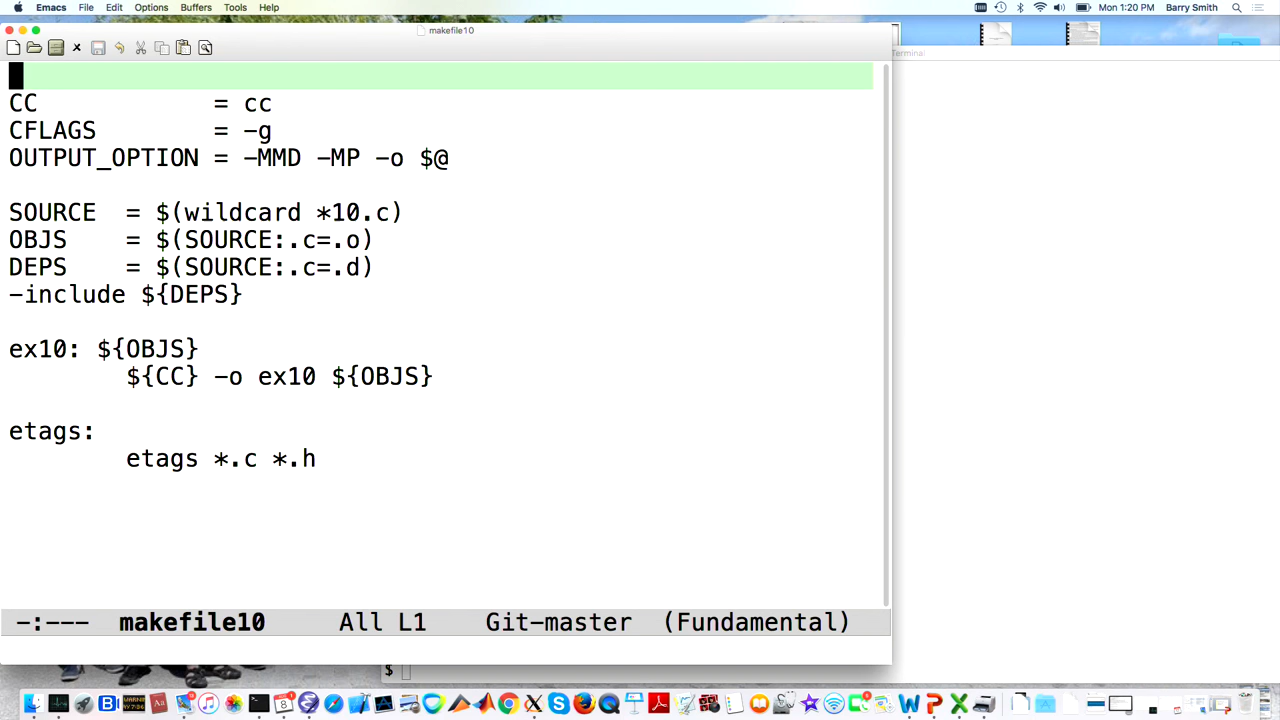 Emacs File Edit Options Buffers Tools Help Mon 1:20 PM Barry Smith
makefile10
Terminal
CC = cc
CFLAGS = -g
OUTPUT_OPTION = -MMD -MP -o $@
SOURCE = $(wildcard *10.c)
OBJS = $(SOURCE:.c=.o)
DEPS = $(SOURCE:.c=.d)
-include ${DEPS}
ex10: ${OBJS}
${CC} -o ex10 ${OBJS}
etags:
etags *.c *.h
-:--- makefile10 All L1 Git-master (Fundamental)
$